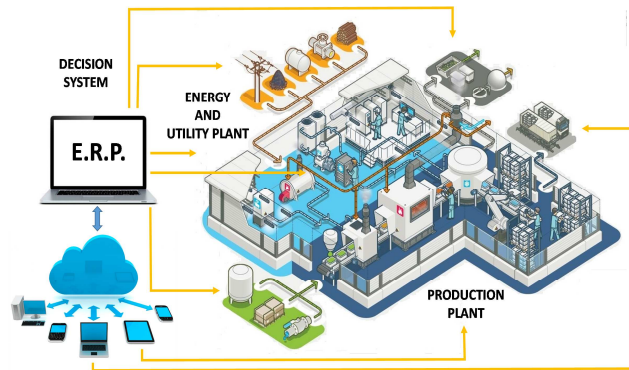 DECISION
SYSTEM
ENERGY
AND
UTILITY PLANT
E.R.P.
PRODUCTION
PLANT